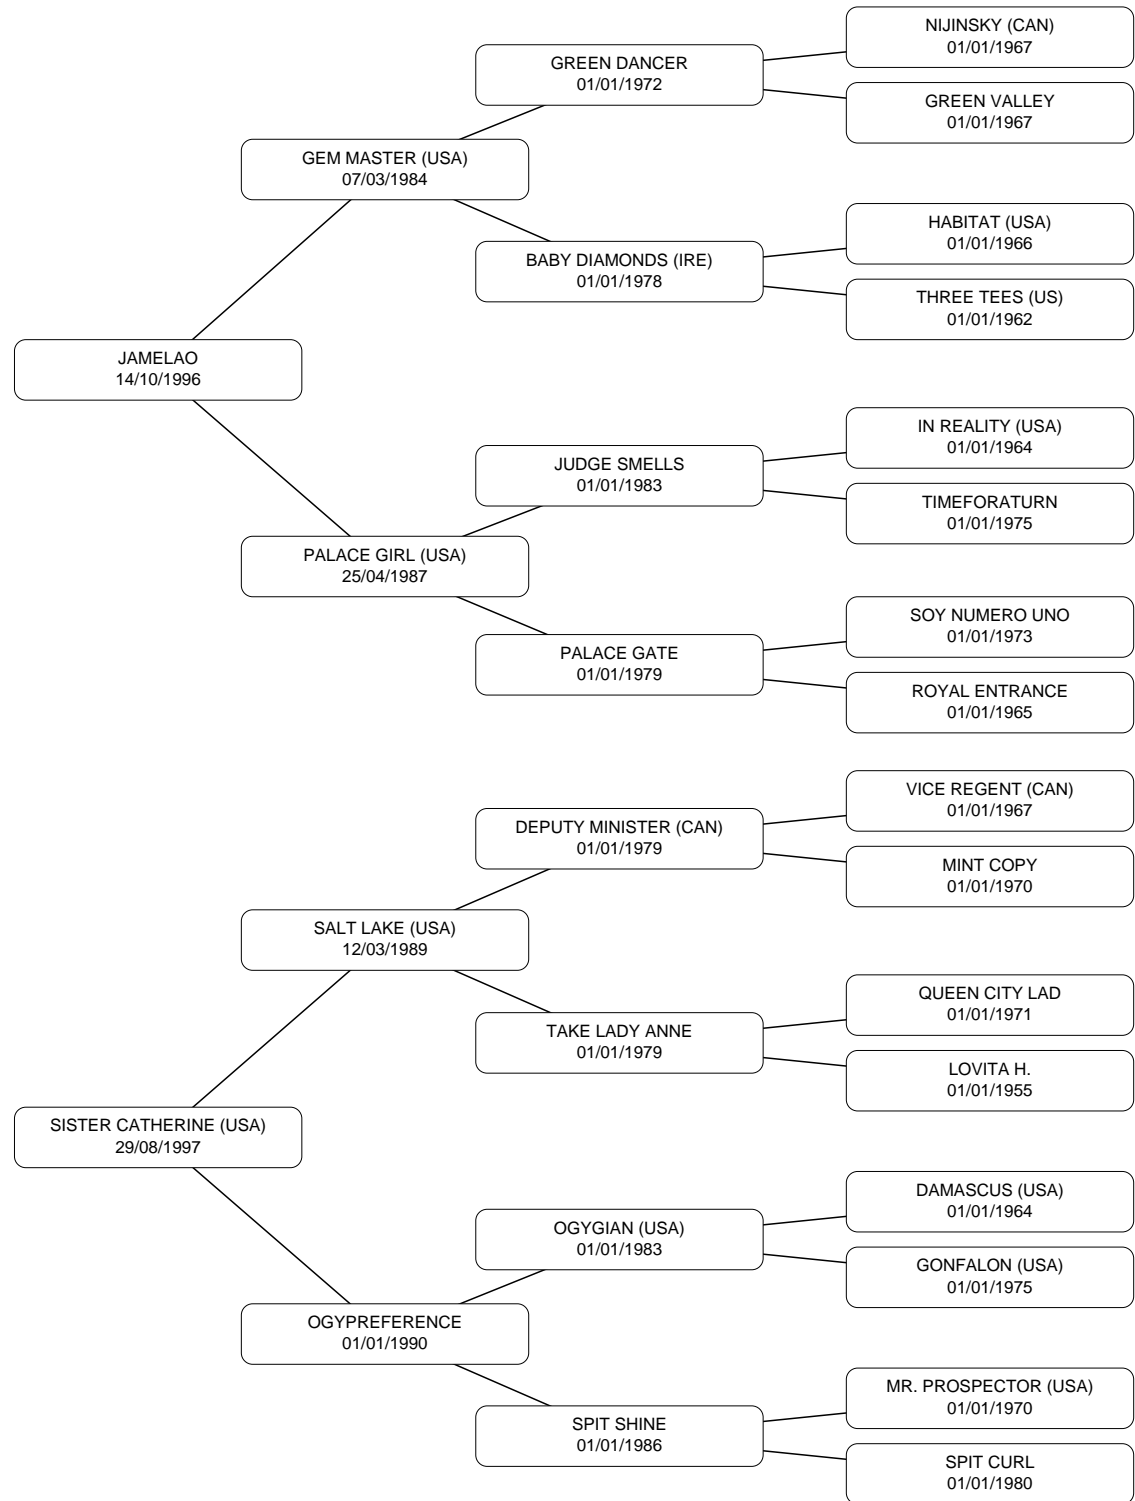 NIJINSKY (CAN)
01/01/1967
GREEN DANCER
01/01/1972
GREEN VALLEY
01/01/1967
GEM MASTER (USA)
07/03/1984
HABITAT (USA)
01/01/1966
BABY DIAMONDS (IRE)
01/01/1978
THREE TEES (US)
01/01/1962
JAMELAO
14/10/1996
IN REALITY (USA)
01/01/1964
JUDGE SMELLS
01/01/1983
TIMEFORATURN
01/01/1975
PALACE GIRL (USA)
25/04/1987
SOY NUMERO UNO
01/01/1973
PALACE GATE
01/01/1979
ROYAL ENTRANCE
01/01/1965
VICE REGENT (CAN)
01/01/1967
DEPUTY MINISTER (CAN)
01/01/1979
MINT COPY
01/01/1970
SALT LAKE (USA)
12/03/1989
QUEEN CITY LAD
01/01/1971
TAKE LADY ANNE
01/01/1979
LOVITA H.
01/01/1955
SISTER CATHERINE (USA)
29/08/1997
DAMASCUS (USA)
01/01/1964
OGYGIAN (USA)
01/01/1983
GONFALON (USA)
01/01/1975
OGYPREFERENCE
01/01/1990
MR. PROSPECTOR (USA)
01/01/1970
SPIT SHINE
01/01/1986
SPIT CURL
01/01/1980